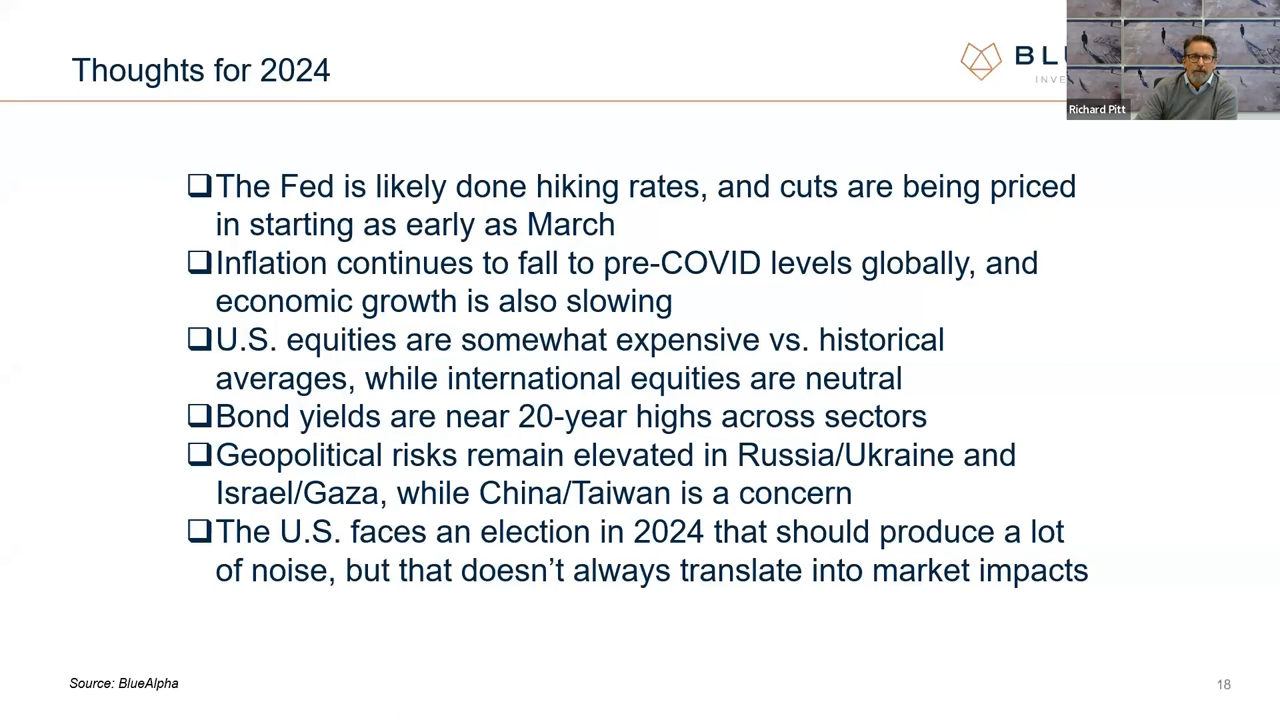 Thoughts for 2024
BLU
INVE
Richard Pitt
❑The Fed is likely done hiking rates, and cuts are being priced
in starting as early as March
❑Inflation continues to fall to pre-COVID levels globally, and
economic growth is also slowing
❑U.S. equities are somewhat expensive vs. historical
averages, while international equities are neutral
❑Bond yields are near 20-year highs across sectors
❑Geopolitical risks remain elevated in Russia/Ukraine and
Israel/Gaza, while China/Taiwan is a concern
❑The U.S. faces an election in 2024 that should produce a lot
of noise, but that doesn’t always translate into market impacts
Source: BlueAlpha
18